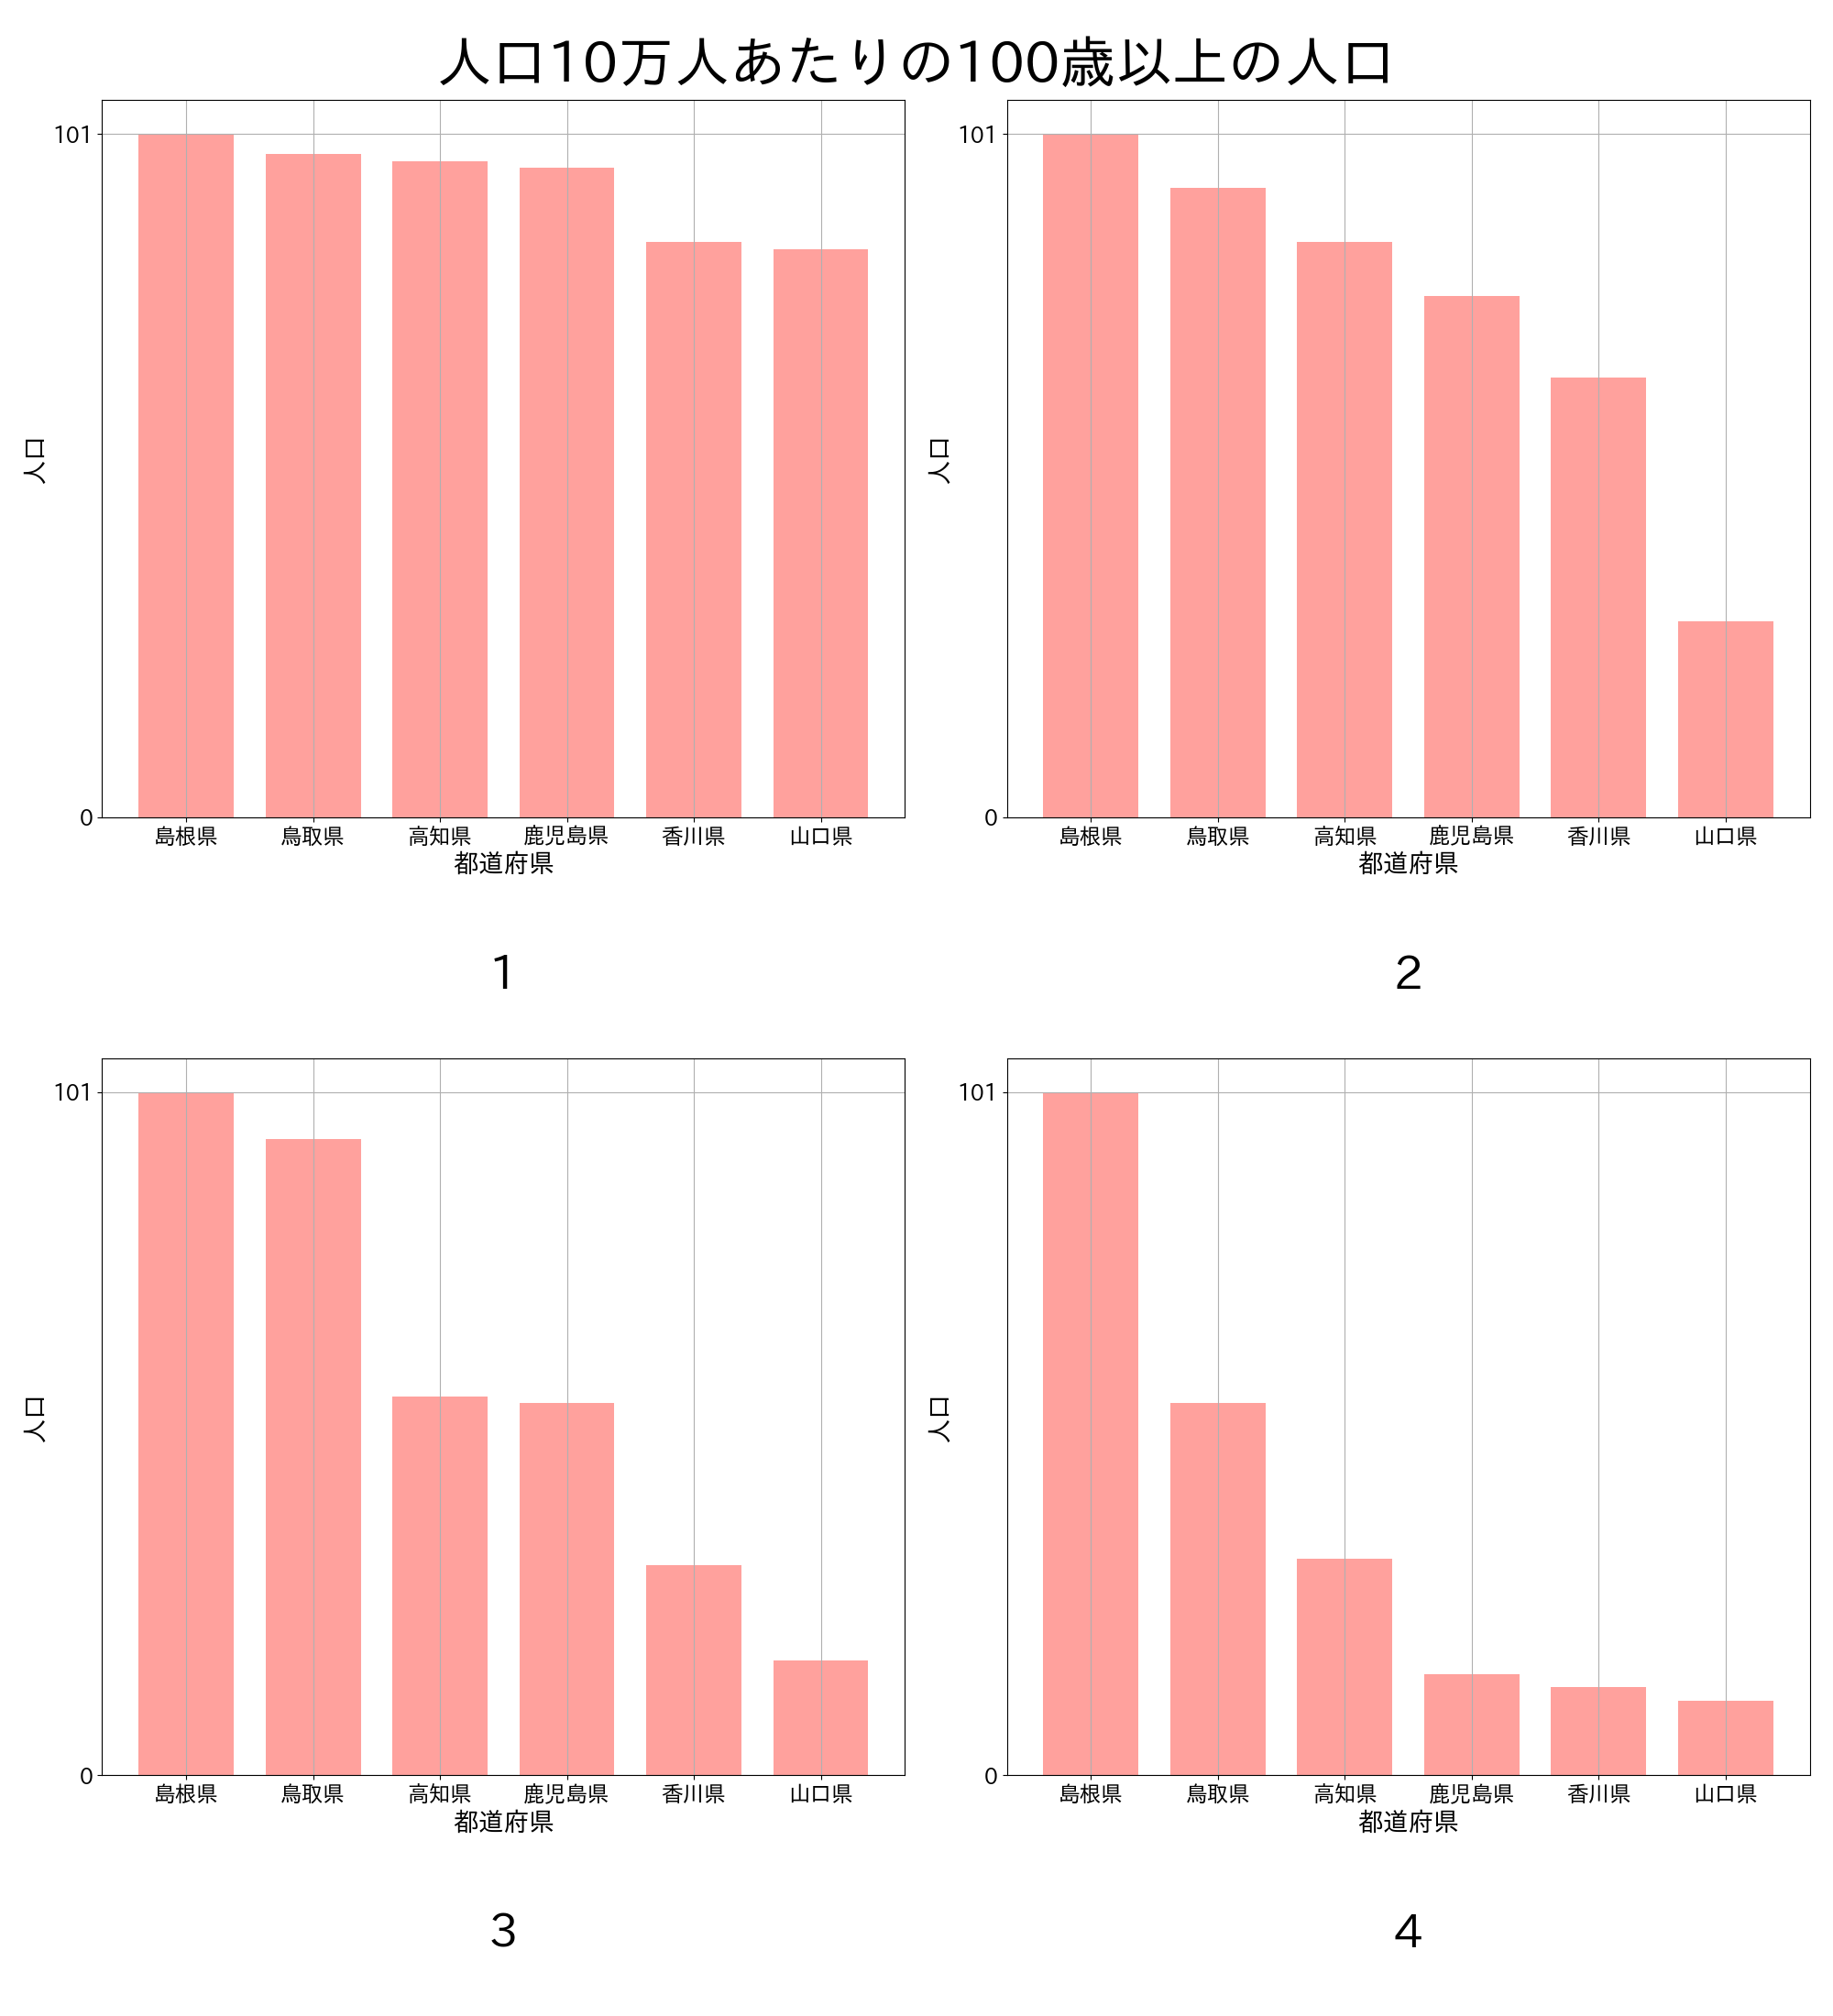 人口10万人あたりの100歳以上の人口
101
0
人口
島根県 鳥取県 高知県 鹿児島県 香川県 山口県
都道府県
1
101
0
人口
島根県 鳥取県 高知県 鹿児島県 香川県 山口県
都道府県
2
101
0
人口
島根県 鳥取県 高知県 鹿児島県 香川県 山口県
都道府県
3
101
0
人口
島根県 鳥取県 高知県 鹿児島県 香川県 山口県
都道府県
4